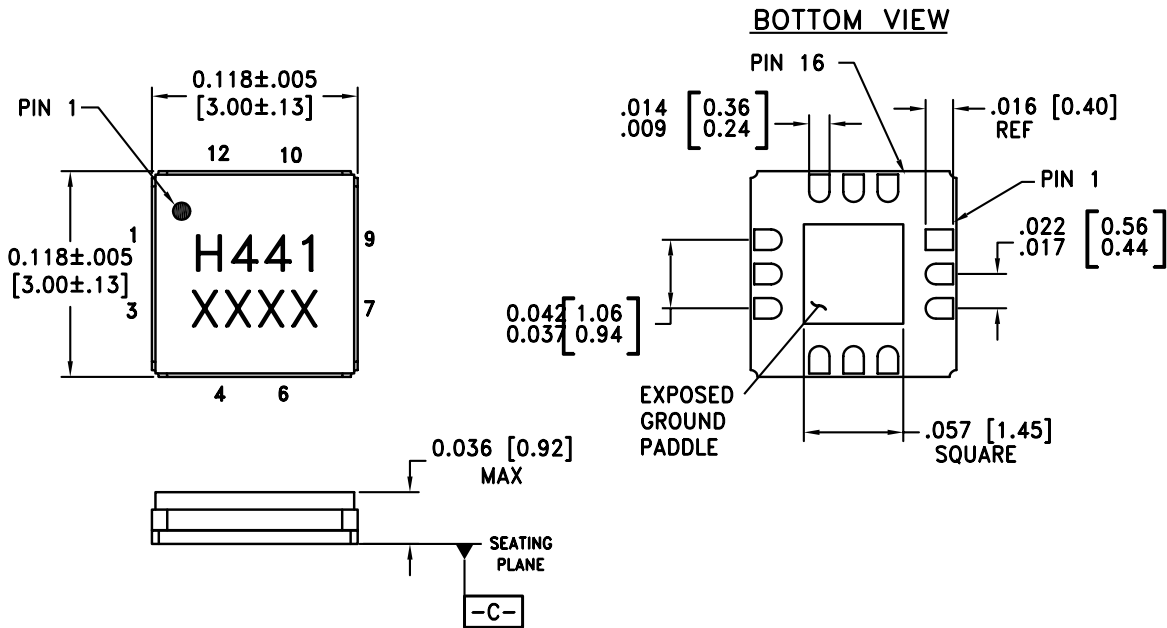 BOTTOM VIEW
0.118±.005
[3.00±.13]
PIN 1
12 10
1
3
0.118±.005
[3.00±.13]
H441
XXXX
9
7
4 6
PIN 16
.014 [0.36]
.009 [0.24]
.016 [0.40]
REF
PIN 1
.022 [0.56]
.017 [0.44]
0.042 [1.06]
0.037 [0.94]
EXPOSED
GROUND
PADDLE
.057 [1.45]
SQUARE
0.036 [0.92]
MAX
SEATING
PLANE
-C-